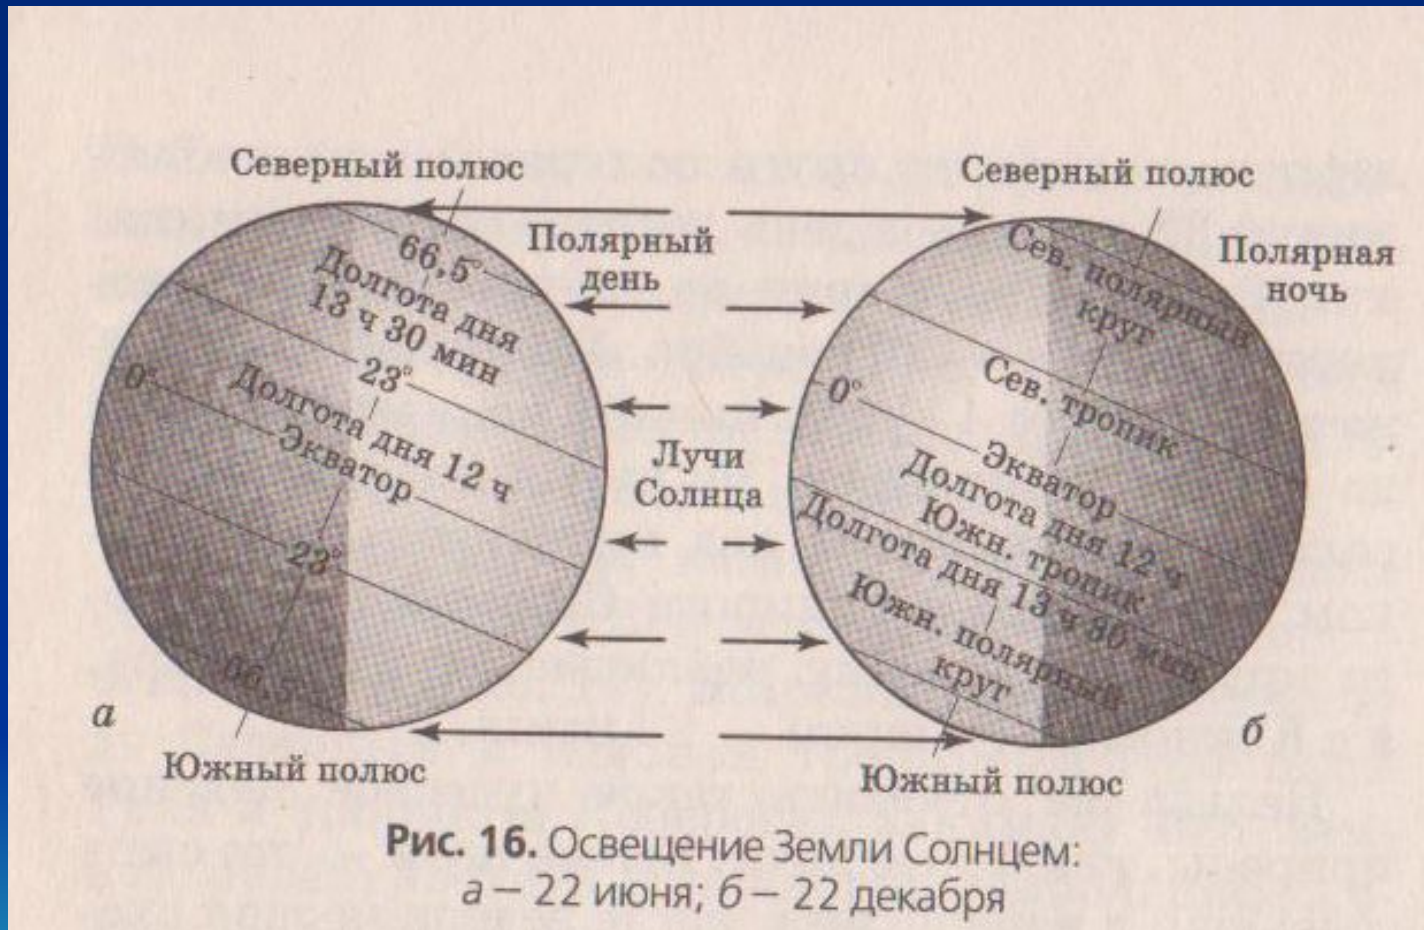 Северный полюс
66,5°
Полярный
день
Долгота дня
13 ч 30 мин
23°
0°
Долгота дня 12 ч
Экватор
23°
66,5°
а
Южный полюс
Лучи
Солнца
Северный полюс
Полярная
ночь
Сев. полярный
круг
Сев. тропик
0°
Экватор
Долгота дня 12 ч
Южн. тропик
Долгота дня 13 ч 30 мин
Южн. полярный
круг
б
Южный полюс
Рис. 16. Освещение Земли Солнцем:
а – 22 июня; б – 22 декабря